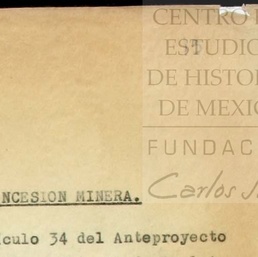 CENTRO
ESTUDIO
DE HISTOR
DE MEXIC
FUNDAC
Carlos
NCESION MINERA.
culo 34 del Anteproyecto